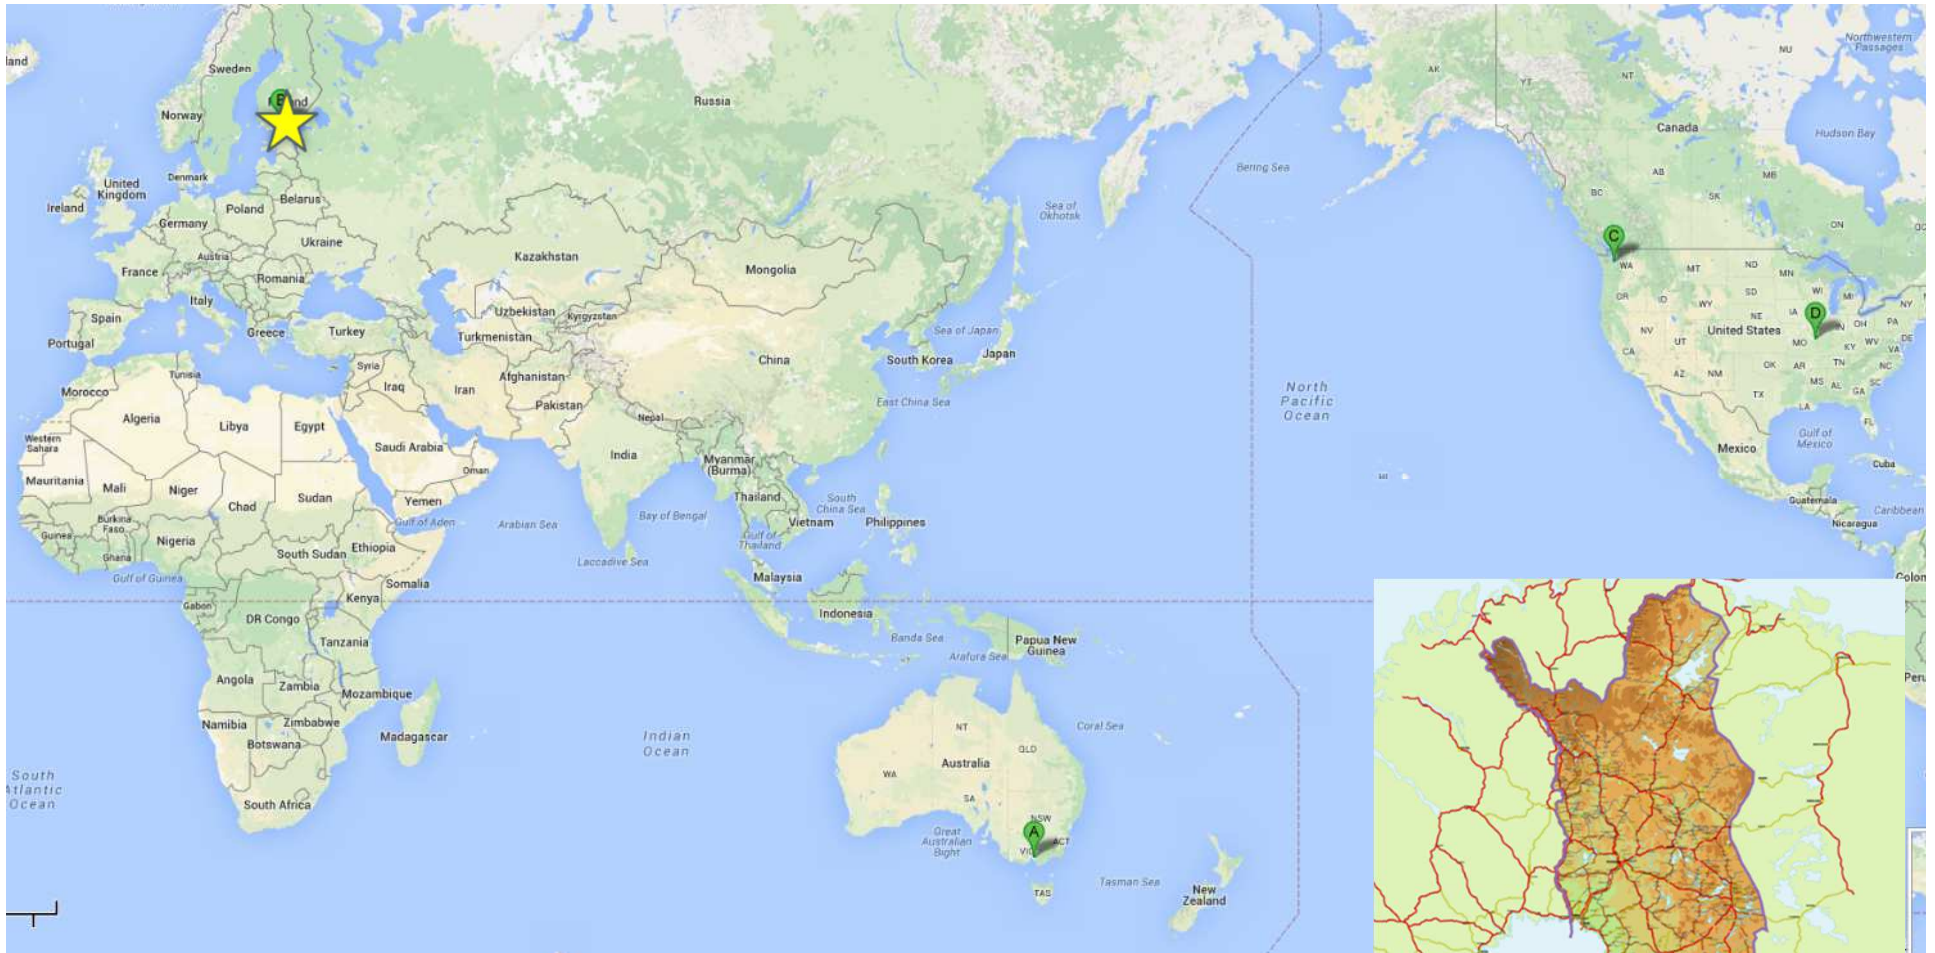 land
Sweden
Norway
B
nd
Russia
AK
YT
NT
NU
Northwestern
Passages
Canada
Hudson Bay
Bering Sea
Sea of
Okhotsk
United
Kingdom
Ireland
Denmark
Belarus
Poland
Germany
Ukraine
Austria
France
Romania
Italy
Spain
Greece
Turkey
Portugal
Kazakhstan
Mongolia
Uzbekistan
Kyrgyzstan
Turkmenistan
Sea of Japan
South Korea
Japan
China
Tunisia
Syria
Morocco
Iraq
Iran
Afghanistan
Pakistan
Nepal
East China Sea
Algeria
Libya
Egypt
Western
Sahara
Saudi Arabia
Oman
India
Myanmar
(Burma)
Mauritania
Mali
Niger
Chad
Sudan
Yemen
Gulf of Aden
Arabian Sea
Bay of Bengal
Thailand
South
China Sea
Vietnam
Philippines
Gulf of
Thailand
Burkina
Faso
Guinea
Ghana
Nigeria
South Sudan
Ethiopia
Laccadive Sea
Gulf of Guinea
Somalia
Malaysia
Gabon
Kenya
DR Congo
Indonesia
Tanzania
Banda Sea
Papua New
Guinea
Arafura Sea
Angola
Zambia
Mozambique
Namibia
Zimbabwe
Botswana
Madagascar
South Africa
South
Atlantic
Ocean
Indian
Ocean
Coral Sea
NT
QLD
Australia
WA
SA
NSW
A
ACT
VIC
TAS
Great
Australian
Bight
Tasman Sea
New
Zealand
North
Pacific
Ocean
BC
AB
SK
MB
ON
QC
C
WA
MT
ND
MN
OR
ID
WY
SD
WI
MI
NY
D
NE
IA
IN
OH
PA
NV
UT
United States
MO
KY
WV
VA
DE
CA
AZ
NM
OK
AR
TN
NC
MS
AL
GA
SC
TX
LA
FL
Gulf of
Mexico
Mexico
Cuba
Guatemala
Caribbean
Nicaragua
Colon
Peru